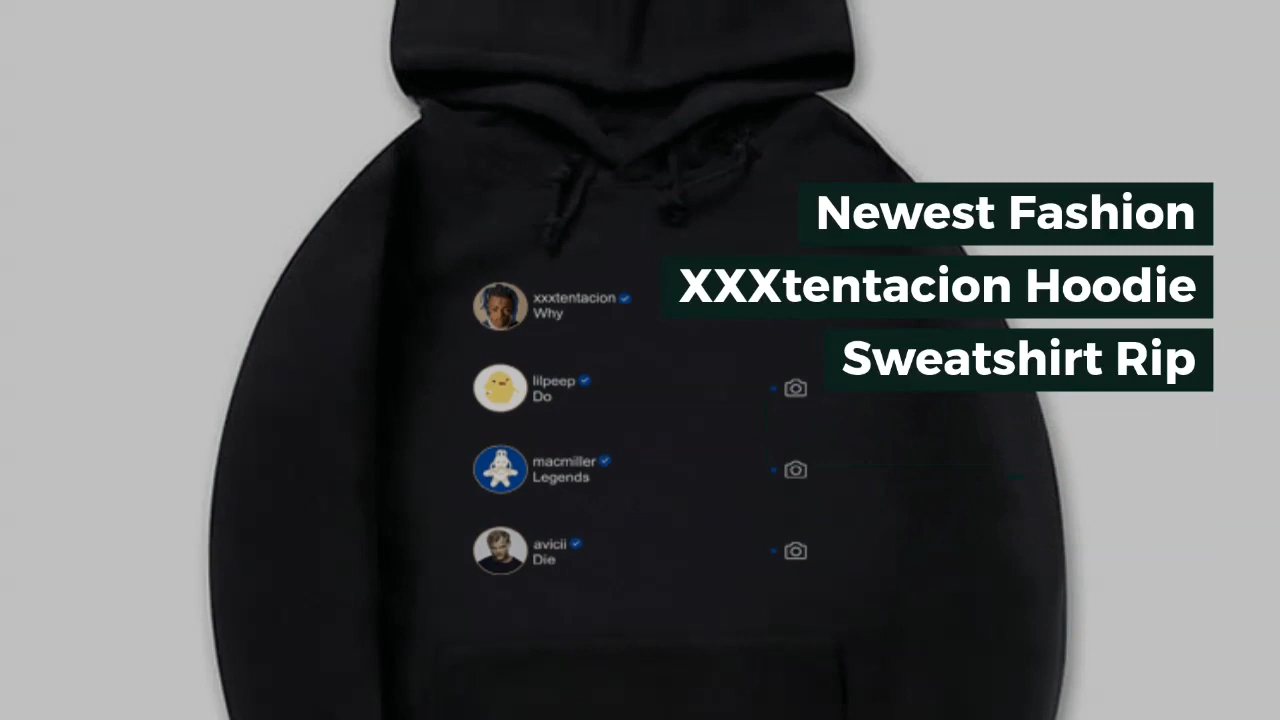 Newest Fashion
XXXtentacion Hoodie
Sweatshirt Rip
xxxtentacion
Why
lilpeep
Do
macmiller
Legends
avicii
Die